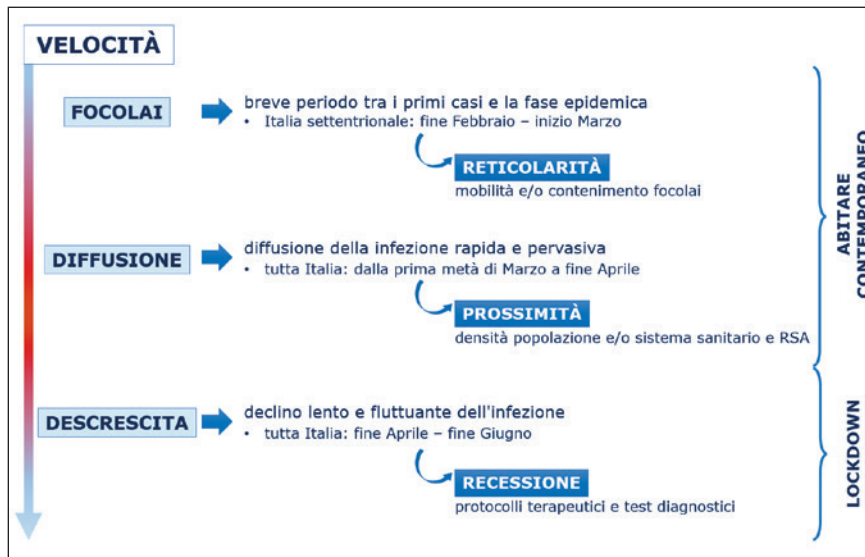 VELOCITÀ
FOCOLAI
breve periodo tra i primi casi e la fase epidemica
• Italia settentrionale: fine Febbraio – inizio Marzo
RETICOLARITÀ
mobilità e/o contenimento focolai
DIFFUSIONE
diffusione della infezione rapida e pervasiva
• tutta Italia: dalla prima metà di Marzo a fine Aprile
PROSSIMITÀ
densità popolazione e/o sistema sanitario e RSA
ABITARE
CONTEMPORANEO
DESCRESCITA
declino lento e fluttuante dell'infezione
• tutta Italia: fine Aprile – fine Giugno
RECESSIONE
protocolli terapeutici e test diagnostici
LOCKDOWN